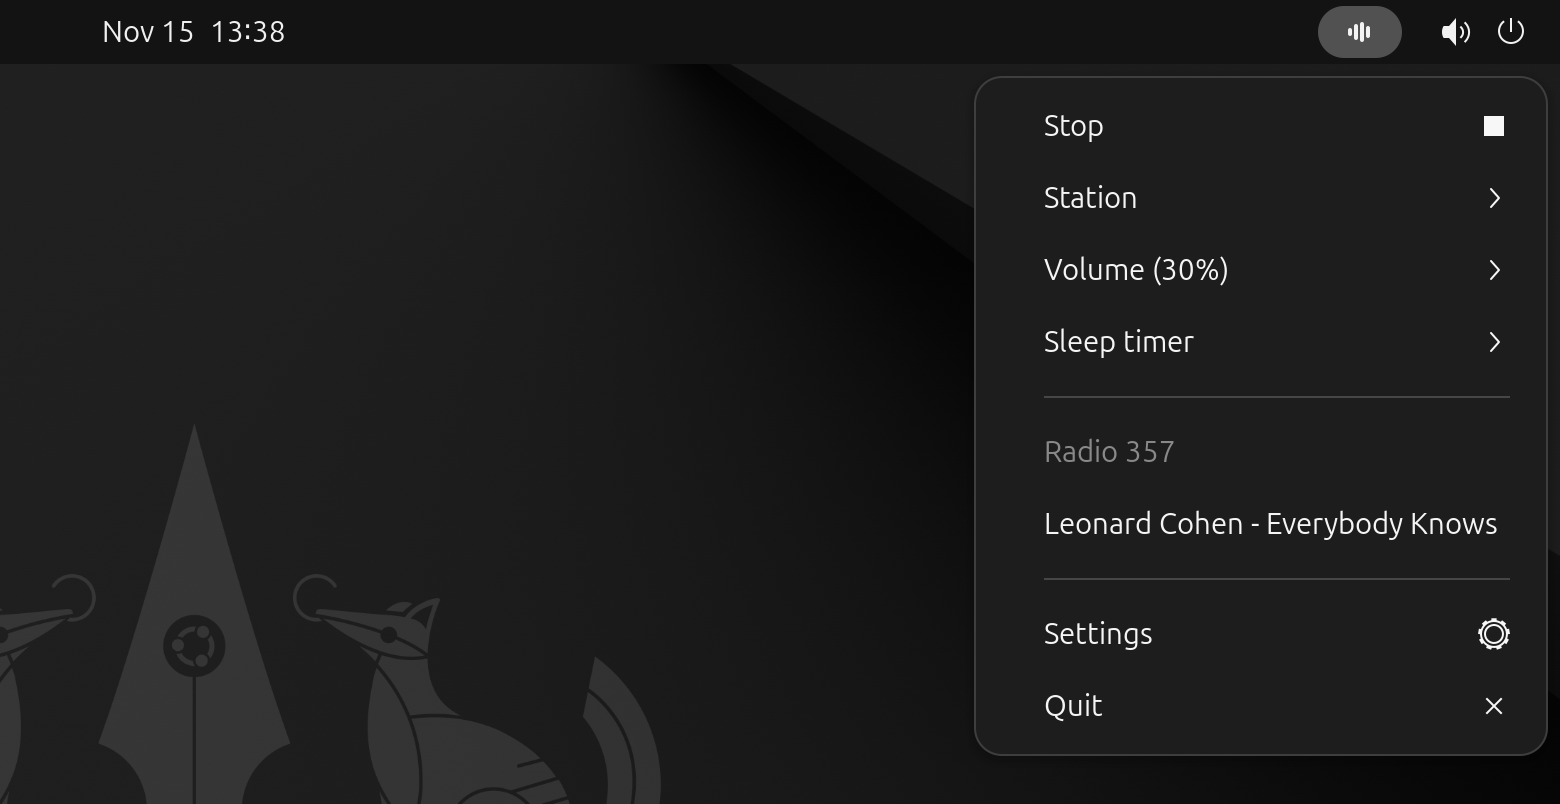 Nov 15 13:38
Stop
Station
Volume (30%)
Sleep timer
Radio 357
Leonard Cohen - Everybody Knows
Settings
Quit